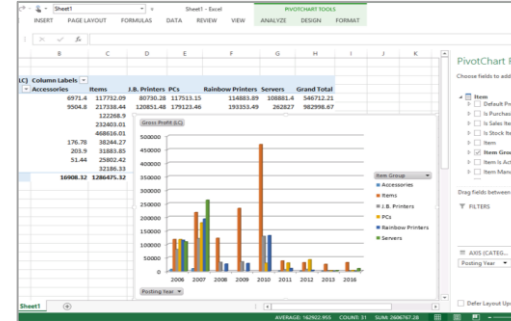 Sheet1 - Excel
PIVOTCHART TOOLS
INSERT PAGE LAYOUT FORMULAS DATA REVIEW VIEW ANALYZE DESIGN FORMAT
B C D E F G H I J K
PivotChart F
Choose fields to add
LC) Column Labels
Accessories Items J.B. Printers PCs Rainbow Printers Servers Grand Total
6971.4 117732.09 80730.28 117513.15 114883.89 108881.4 546712.21
9504.8 217338.44 120851.48 179123.46 193353.49 262827 982998.67
122268.9
232403.01
468616.01
176.78 38244.27
203.9 31883.85
51.44 25802.42
32186.33
16908.32 1286475.32
Gross Profit (LC)
500000
450000
400000
350000
300000
250000
200000
150000
100000
50000
0
2006 2007 2008 2009 2010 2011 2012 2013 2016
Posting Year
Item Group
Accessories
Items
J.B. Printers
PCs
Rainbow Printers
Servers
Item
Default Pr
Is Purchas
Is Sales Ite
Is Stock Ite
Item
Item Grou
Item Is Act
Item Mana
Drag fields between
FILTERS
AXIS (CATEG...
Posting Year
Defer Layout Upd
Sheet1
AVERAGE: 162922.955 COUNT: 31 SUM: 2606767.28